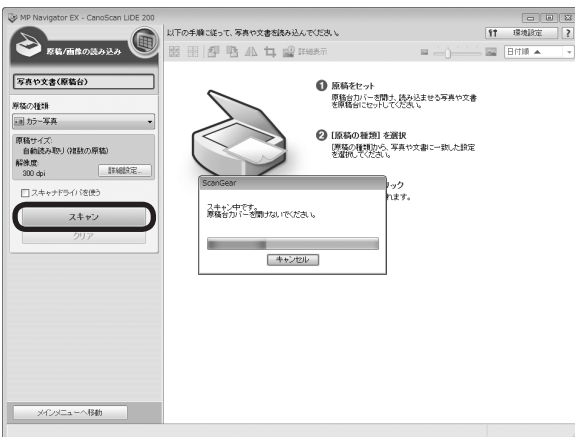 MP Navigator EX - CanoScan LiDE 200
原稿/画像の読み込み
写真や文書(原稿台)
原稿の種類
カラー写真
原稿サイズ:
自動読み取り (複数の原稿)
解像度:
300 dpi
詳細設定...
スキャナドライバを使う
スキャン
クリア
メインメニューへ移動
以下の手順に従って、写真や文書を読み込んでください。
環境設定
?
詳細表示
日付順 ▲
1 原稿をセット
原稿台カバーを開け、読み込ませる写真や文書
を原稿台にセットしてください。
2 [原稿の種類] を選択
[原稿の種類]から、写真や文書に一致した設定
を選択してください。
リック
れます。
ScanGear
スキャン中です。
原稿台カバーを開けないでください。
キャンセル